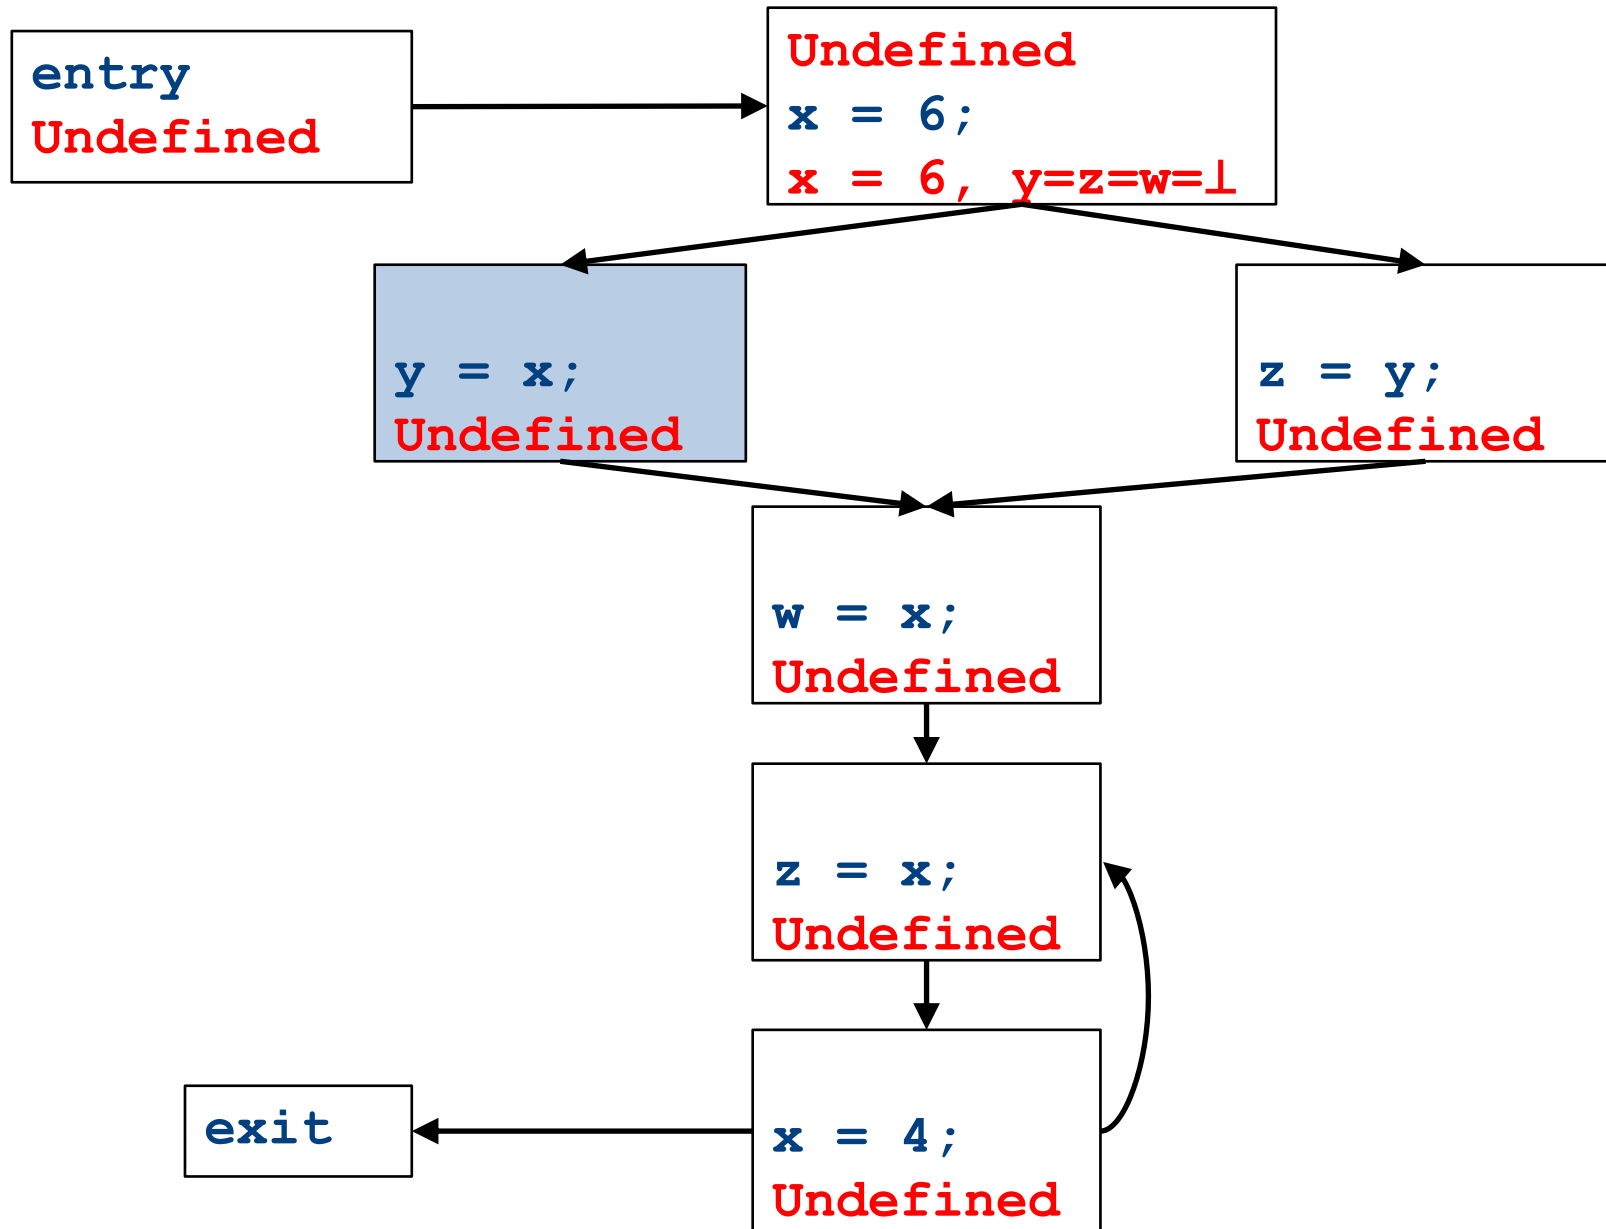 entry
Undefined
Undefined
x = 6;
x = 6, y=z=w=⊥
y = x;
Undefined
z = y;
Undefined
w = x;
Undefined
z = x;
Undefined
exit
x = 4;
Undefined